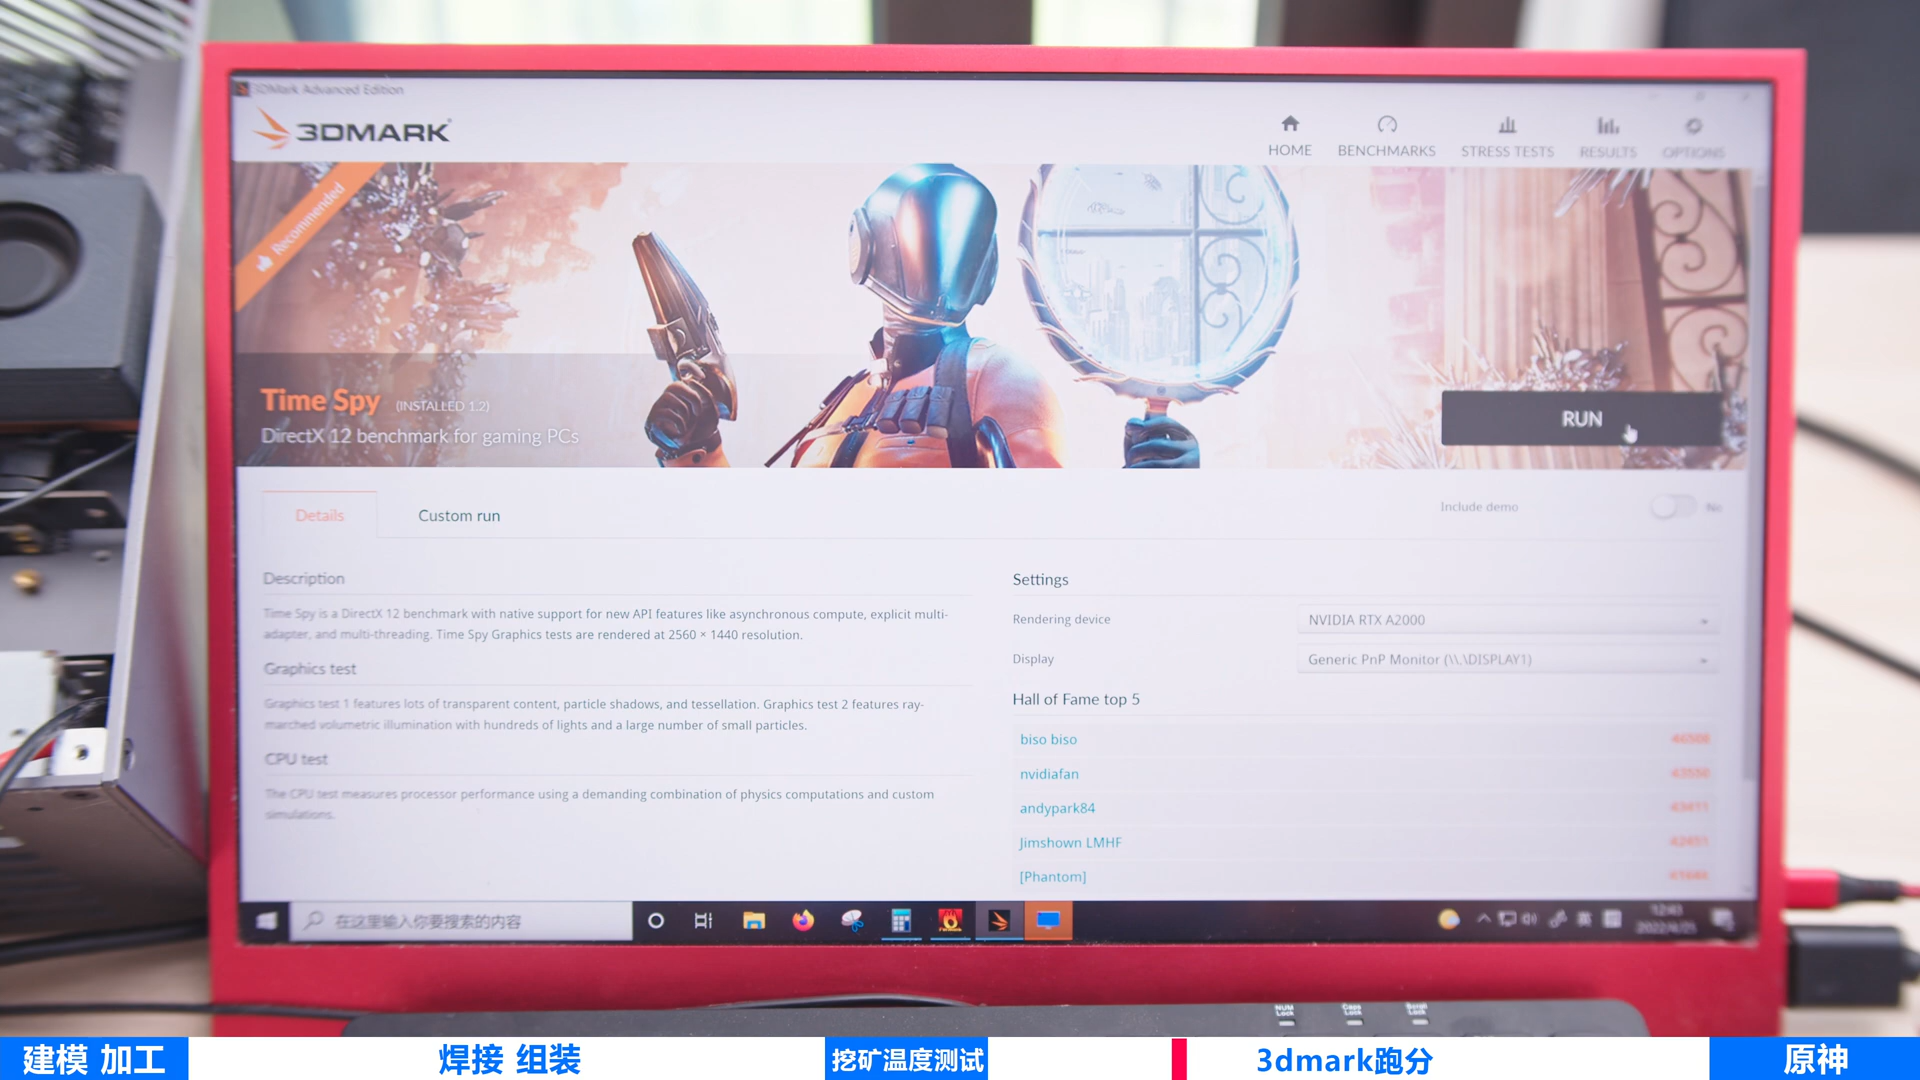 3DMark Advanced Edition
3DMARK
HOME
BENCHMARKS
STRESS TESTS
RESULTS
OPTIONS
Recommended
Time Spy (INSTALLED 1.2)
DirectX 12 benchmark for gaming PCs
RUN
Details
Custom run
Include demo
No
Description
Time Spy is a DirectX 12 benchmark with native support for new API features like asynchronous compute, explicit multi-
adapter, and multi-threading. Time Spy Graphics tests are rendered at 2560 × 1440 resolution.
Graphics test
Graphics test 1 features lots of transparent content, particle shadows, and tessellation. Graphics test 2 features ray-
marched volumetric illumination with hundreds of lights and a large number of small particles.
CPU test
The CPU test measures processor performance using a demanding combination of physics computations and custom
simulations.
Settings
Rendering device
NVIDIA RTX A2000
Display
Generic PnP Monitor (\\.\DISPLAY1)
Hall of Fame top 5
biso biso
nvidiafan
andypark84
Jimshown LMHF
[Phantom]
在这里输入你要搜索的内容
英
Num Lock
Caps Lock
Scroll Lock
建模 加工
焊接 组装
挖矿温度测试
3dmark跑分
原神